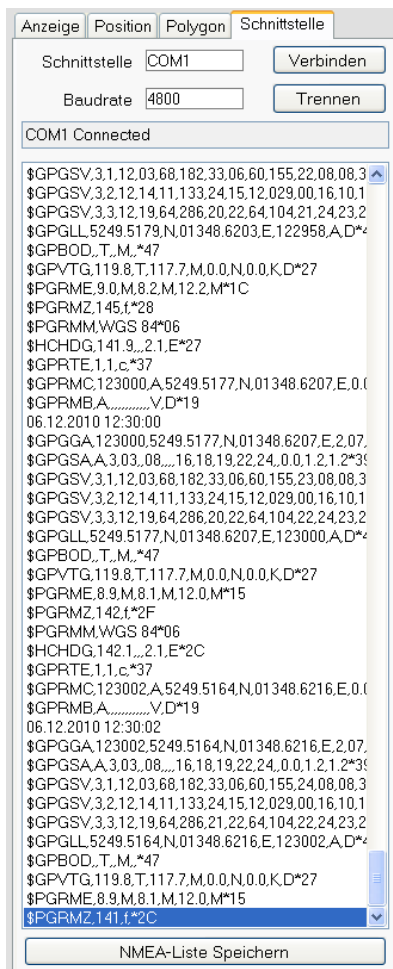 Anzeige Position Polygon Schnittstelle
Schnittstelle COM1 Verbinden
Baudrate 4800 Trennen
COM1 Connected
$GPGSV,3,1,12,03,68,182,33,06,60,155,22,08,08,3
$GPGSV,3,2,12,14,11,133,24,15,12,029,00,16,10,1
$GPGSV,3,3,12,19,64,286,20,22,64,104,21,24,23,2
$GPGLL,5249.5179,N,01348.6203,E,122958,A,D*4
$GPBOD,,T,,M,,*47
$GPVTG,119.8,T,117.7,M,0.0,N,0.0,K,D*27
$PGRME,9.0,M,8.2,M,12.2,M*1C
$PGRMZ,145,f,*28
$PGRMM,WGS 84*06
$HCHDG,141.9,,,2.1,E*27
$GPRTE,1,1,c,*37
$GPRMC,123000,A,5249.5177,N,01348.6207,E,0.0
$GPRMB,A,,,,,,,,,,,,V,D*19
06.12.2010 12:30:00
$GPGGA,123000,5249.5177,N,01348.6207,E,2,07,
$GPGSA,A,3,03,,08,,,,16,18,19,22,24,,0.0,1.2,1.2*39
$GPGSV,3,1,12,03,68,182,33,06,60,155,23,08,08,3
$GPGSV,3,2,12,14,11,133,24,15,12,029,00,16,10,1
$GPGSV,3,3,12,19,64,286,20,22,64,104,22,24,23,2
$GPGLL,5249.5177,N,01348.6207,E,123000,A,D*4
$GPBOD,,T,,M,,*47
$GPVTG,119.8,T,117.7,M,0.0,N,0.0,K,D*27
$PGRME,8.9,M,8.1,M,12.0,M*15
$PGRMZ,142,f,*2F
$PGRMM,WGS 84*06
$HCHDG,142.1,,,2.1,E*2C
$GPRTE,1,1,c,*37
$GPRMC,123002,A,5249.5164,N,01348.6216,E,0.0
$GPRMB,A,,,,,,,,,,,,V,D*19
06.12.2010 12:30:02
$GPGGA,123002,5249.5164,N,01348.6216,E,2,07,
$GPGSA,A,3,03,,08,,,,16,18,19,22,24,,0.0,1.2,1.2*39
$GPGSV,3,1,12,03,68,182,33,06,60,155,24,08,08,3
$GPGSV,3,2,12,14,11,133,24,15,12,029,00,16,10,1
$GPGSV,3,3,12,19,64,286,21,22,64,104,22,24,23,2
$GPGLL,5249.5164,N,01348.6216,E,123002,A,D*4
$GPBOD,,T,,M,,*47
$GPVTG,119.8,T,117.7,M,0.0,N,0.0,K,D*27
$PGRME,8.9,M,8.1,M,12.0,M*15
$PGRMZ,141,f,*2C
NMEA-Liste Speichern